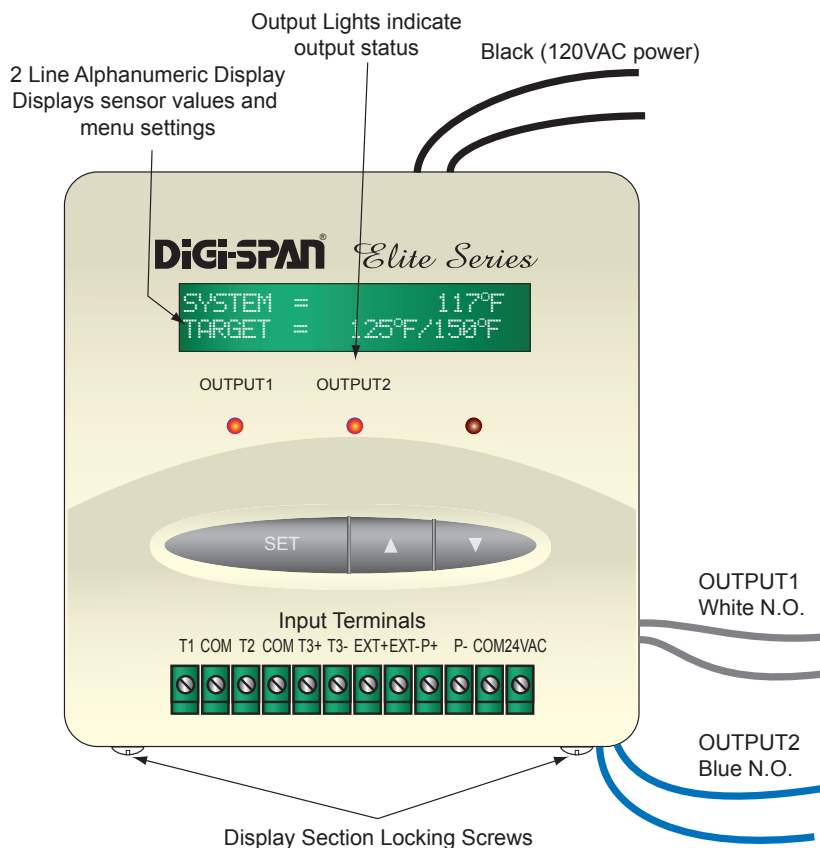 Output Lights indicate
output status
Black (120VAC power)
2 Line Alphanumeric Display
Displays sensor values and
menu settings
DiGi-SPAN® Elite Series
SYSTEM = 117°F
TARGET = 125°F/150°F
OUTPUT1 OUTPUT2
SET ▲ ▼
OUTPUT1
White N.O.
Input Terminals
T1 COM T2 COM T3+ T3- EXT+ EXT- P+ P- COM 24VAC
OUTPUT2
Blue N.O.
Display Section Locking Screws